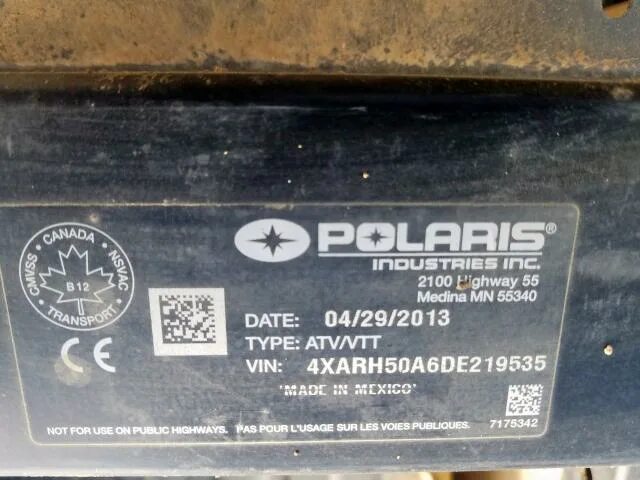 CANADA
CMVSS • NSVAC
B 12
TRANSPORT
CE
POLARIS®
INDUSTRIES INC.
2100 Highway 55
Medina MN 55340
DATE: 04/29/2013
TYPE: ATV/VTT
VIN: 4XARH50A6DE219535
'MADE IN MEXICO'
NOT FOR USE ON PUBLIC HIGHWAYS. PAS POUR L'USAGE SUR LES VOIES PUBLIQUES. 7175342